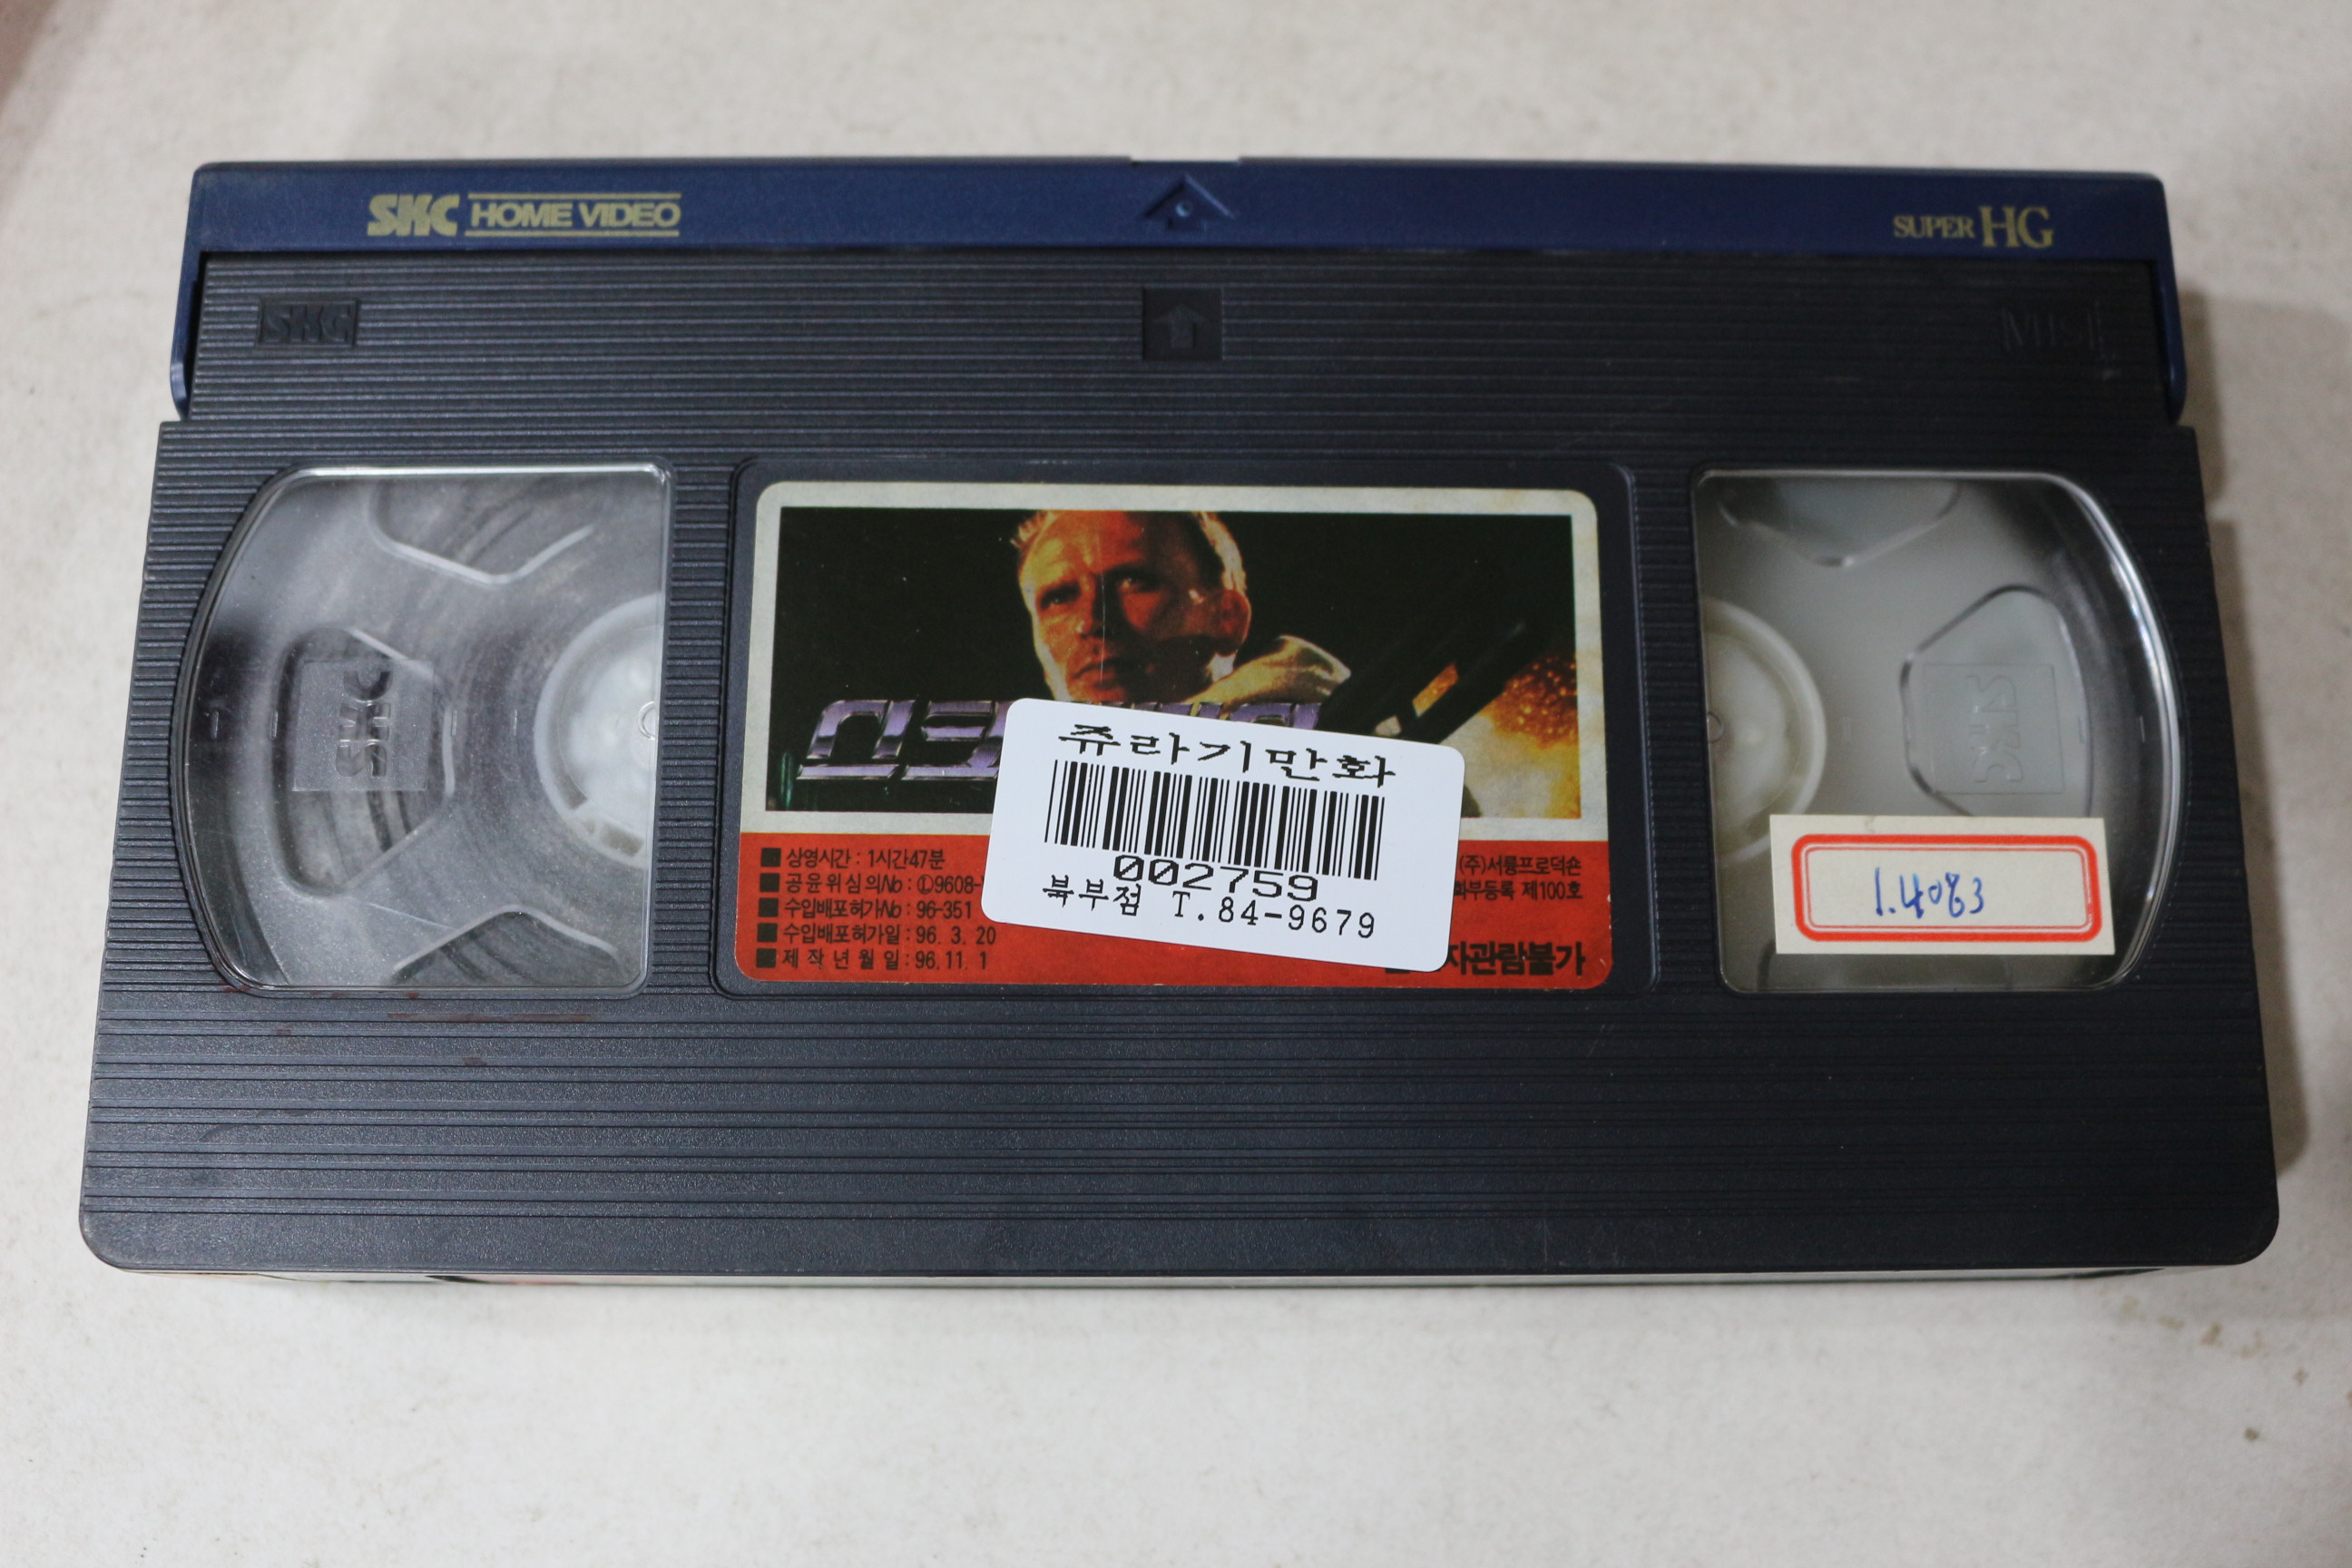 SKC HOME VIDEO
SUPER HG
SKC
SKC
SKC
쥬라기만화
002759
북부점 T.84-9679
상영시간 : 1시간47분
공윤위심의No : Ⓛ9608-
수입배포허가No : 96-351
수입배포허가일 : 96. 3. 20
제 작 년 월 일 : 96. 11. 1
(주)서륭프로덕숀
화부등록 제100호
자관람불가
1.4083